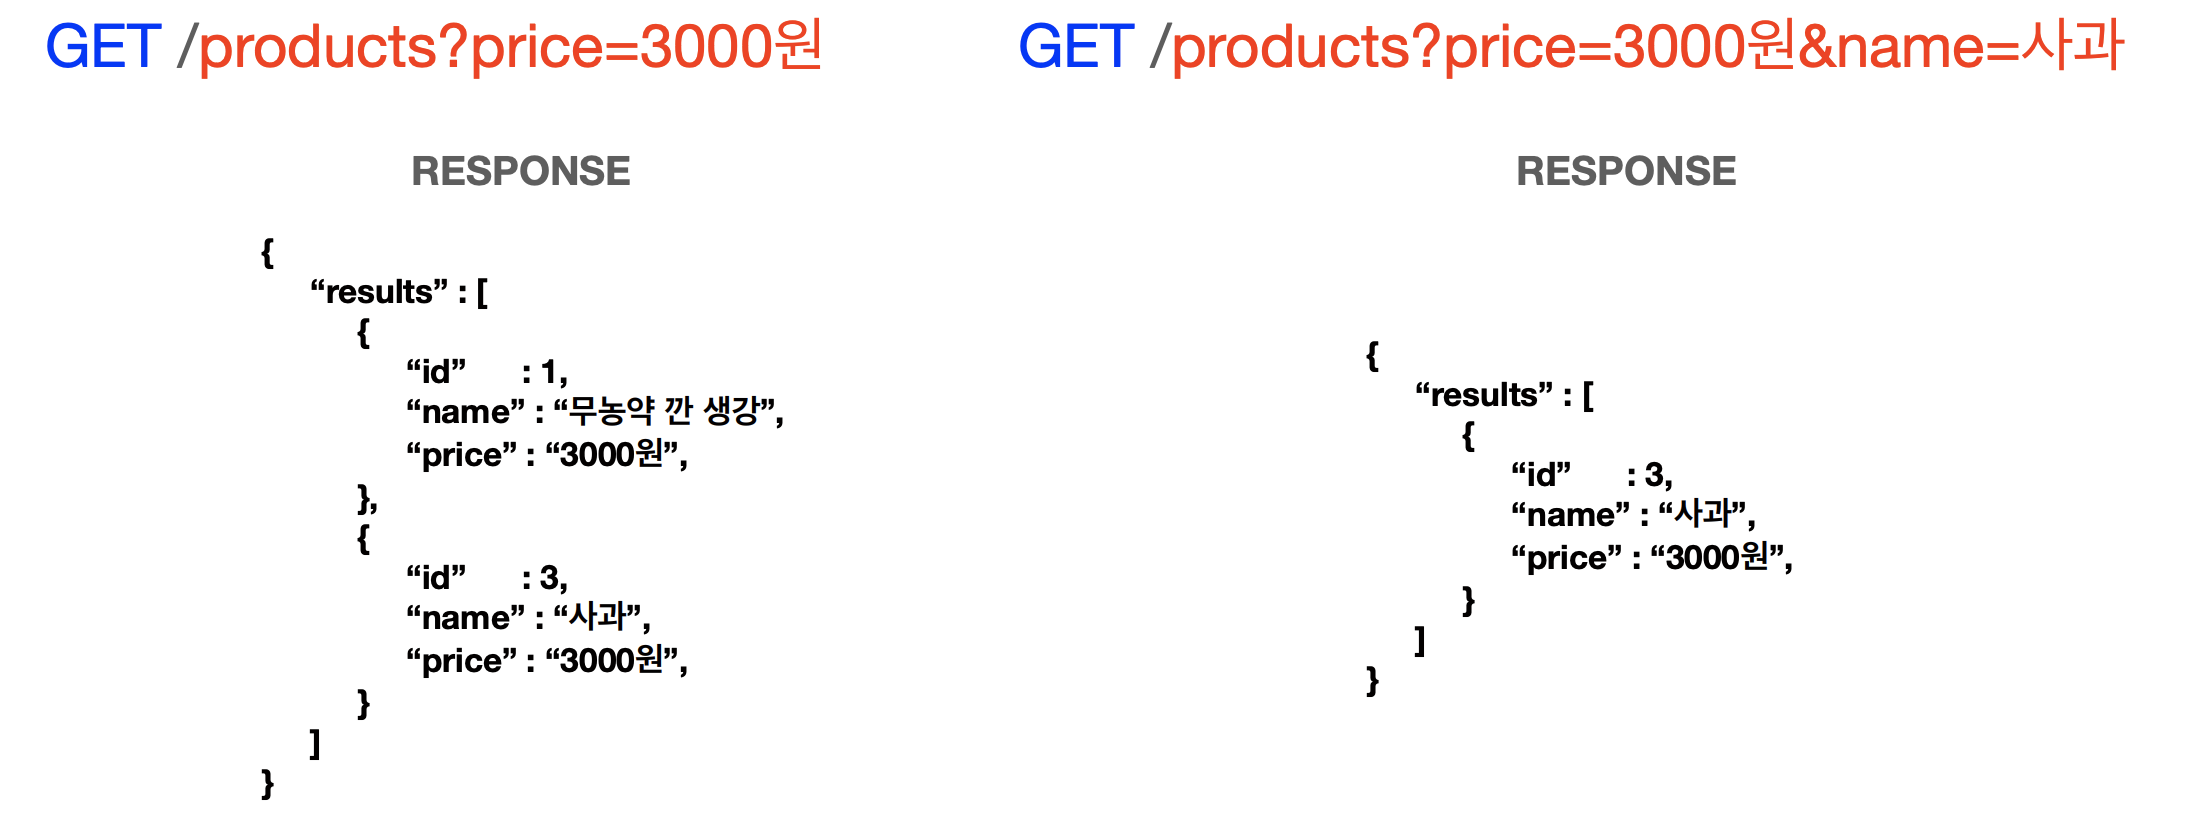 GET /products?price=3000원
RESPONSE
{
“results” : [
{
“id” : 1,
“name” : “무농약 깐 생강”,
“price” : “3000원”,
},
{
“id” : 3,
“name” : “사과”,
“price” : “3000원”,
}
]
}
GET /products?price=3000원&name=사과
RESPONSE
{
“results” : [
{
“id” : 3,
“name” : “사과”,
“price” : “3000원”,
}
]
}